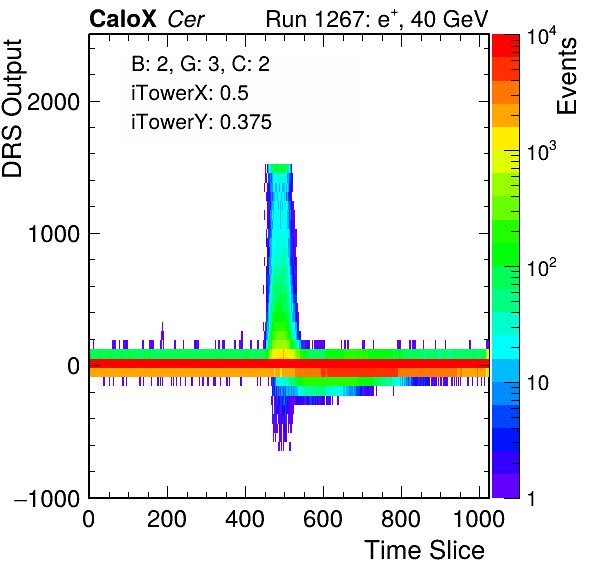 CaloX Cer Run 1267: e⁺, 40 GeV
B: 2, G: 3, C: 2
iTowerX: 0.5
iTowerY: 0.375
DRS Output
2000
1000
0
−1000
0 200 400 600 800 1000
Time Slice
Events
10⁴
10³
10²
10
1